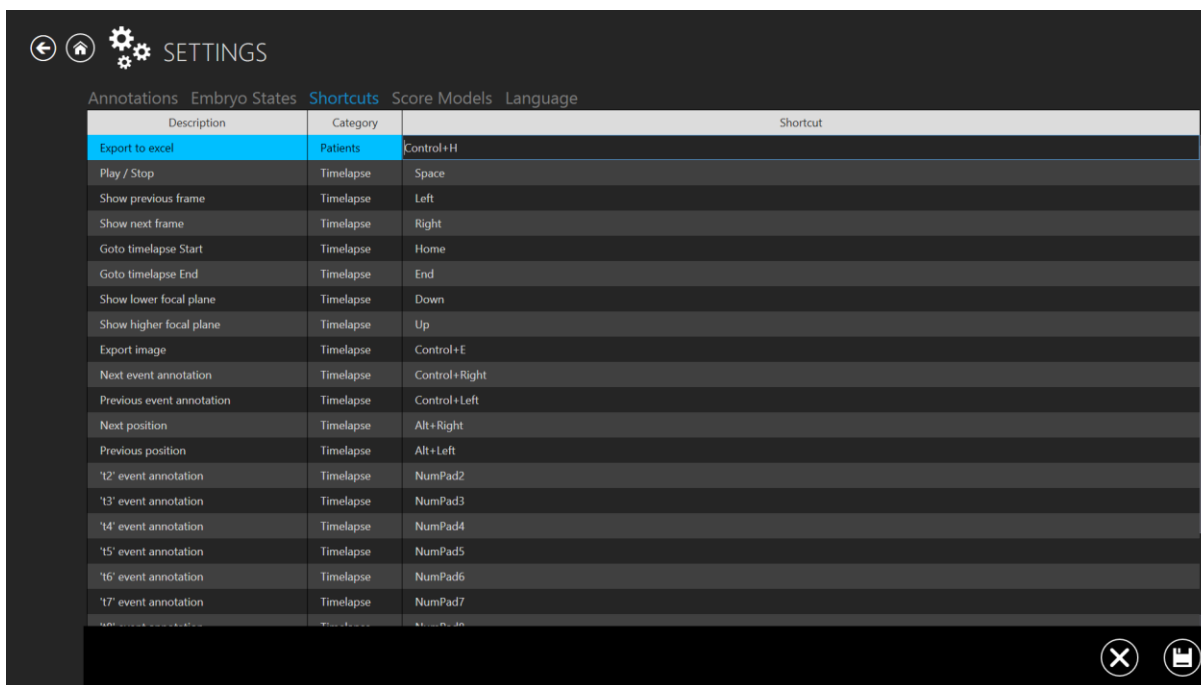 SETTINGS
Annotations Embryo States Shortcuts Score Models Language
Description Category Shortcut
Export to excel Patients Control+H
Play / Stop Timelapse Space
Show previous frame Timelapse Left
Show next frame Timelapse Right
Goto timelapse Start Timelapse Home
Goto timelapse End Timelapse End
Show lower focal plane Timelapse Down
Show higher focal plane Timelapse Up
Export image Timelapse Control+E
Next event annotation Timelapse Control+Right
Previous event annotation Timelapse Control+Left
Next position Timelapse Alt+Right
Previous position Timelapse Alt+Left
't2' event annotation Timelapse NumPad2
't3' event annotation Timelapse NumPad3
't4' event annotation Timelapse NumPad4
't5' event annotation Timelapse NumPad5
't6' event annotation Timelapse NumPad6
't7' event annotation Timelapse NumPad7